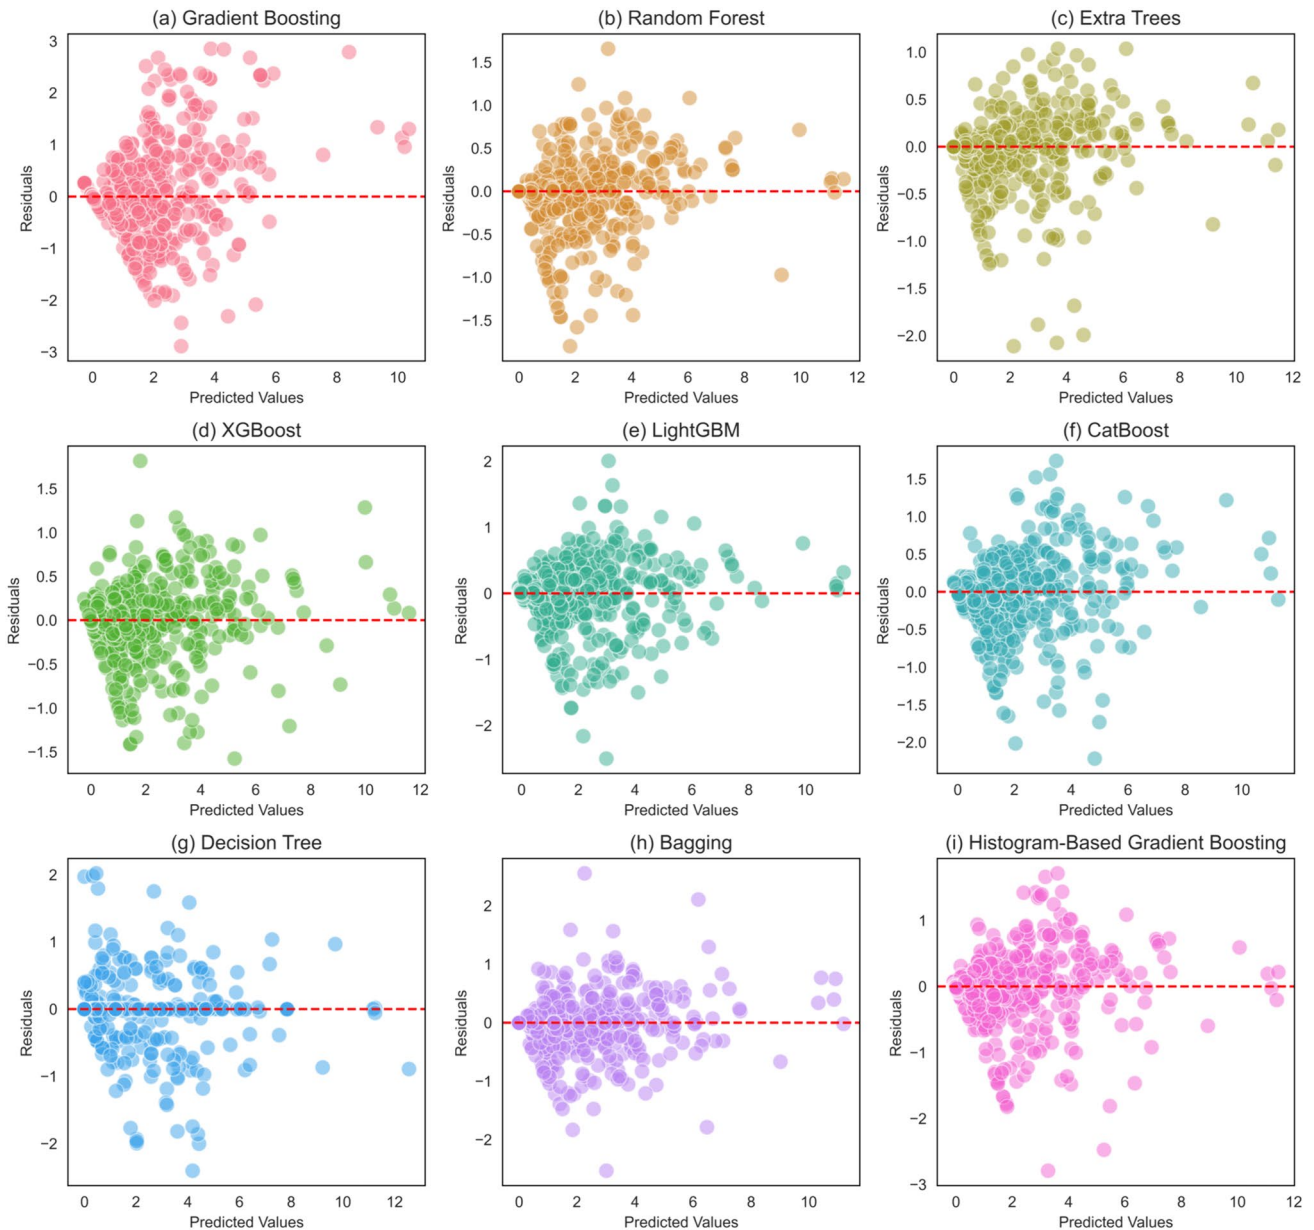 (a) Gradient Boosting
(b) Random Forest
(c) Extra Trees
3
2
1
0
−1
−2
−3
Residuals
0 2 4 6 8 10
Predicted Values
1.5
1.0
0.5
0.0
−0.5
−1.0
−1.5
Residuals
0 2 4 6 8 10 12
Predicted Values
1.0
0.5
0.0
−0.5
−1.0
−1.5
−2.0
Residuals
0 2 4 6 8 10 12
Predicted Values
(d) XGBoost
(e) LightGBM
(f) CatBoost
1.5
1.0
0.5
0.0
−0.5
−1.0
−1.5
Residuals
0 2 4 6 8 10 12
Predicted Values
2
1
0
−1
−2
Residuals
0 2 4 6 8 10
Predicted Values
1.5
1.0
0.5
0.0
−0.5
−1.0
−1.5
−2.0
Residuals
0 2 4 6 8 10
Predicted Values
(g) Decision Tree
(h) Bagging
(i) Histogram-Based Gradient Boosting
2
1
0
−1
−2
Residuals
0 2 4 6 8 10 12
Predicted Values
2
1
0
−1
−2
Residuals
0 2 4 6 8 10
Predicted Values
1
0
−1
−2
−3
Residuals
0 2 4 6 8 10 12
Predicted Values